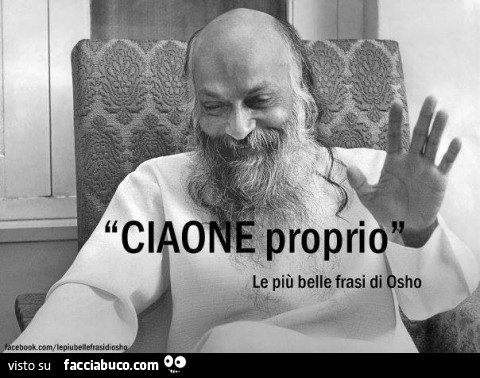 “CIAONE proprio”
Le più belle frasi di Osho
facebook.com/lepiubellefrasidiosho
visto su facciabuco.com